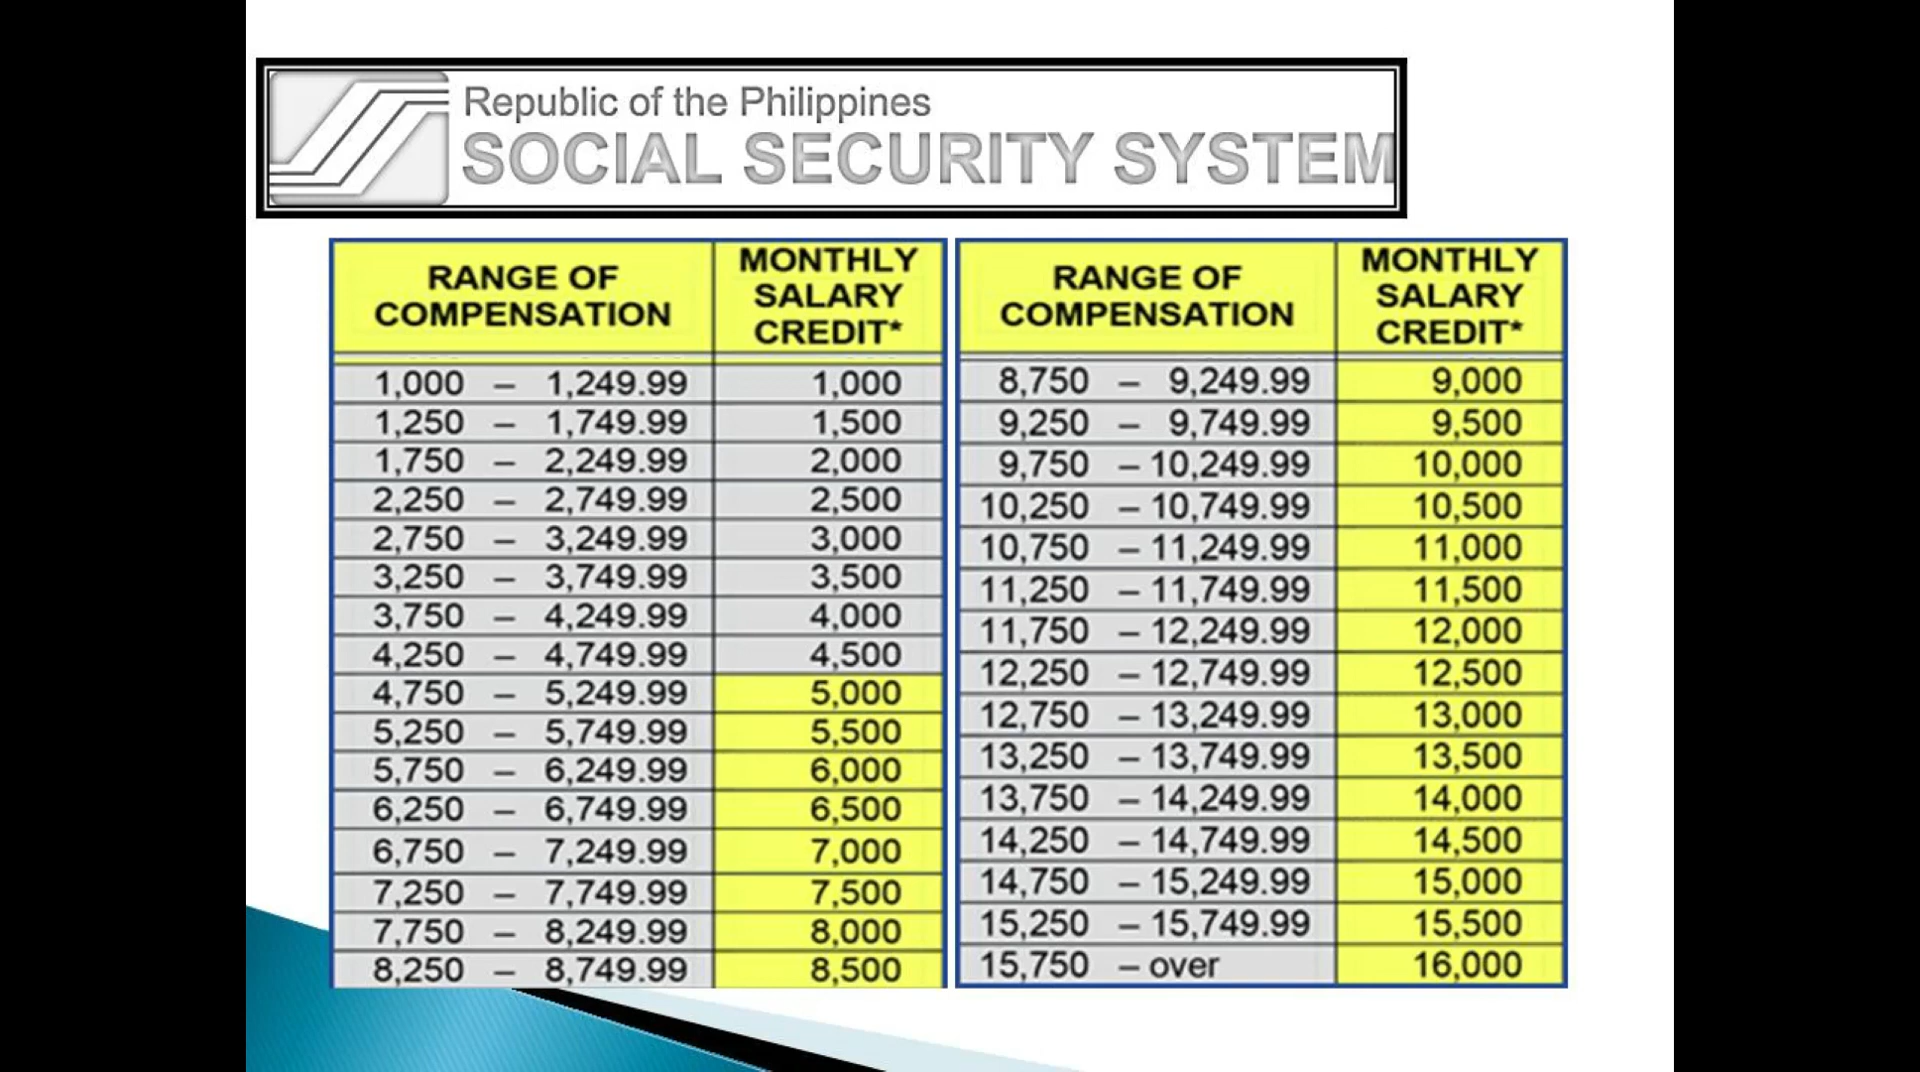 Republic of the Philippines
SOCIAL SECURITY SYSTEM
RANGE OF COMPENSATION MONTHLY SALARY CREDIT*
1,000 – 1,249.99 1,000
1,250 – 1,749.99 1,500
1,750 – 2,249.99 2,000
2,250 – 2,749.99 2,500
2,750 – 3,249.99 3,000
3,250 – 3,749.99 3,500
3,750 – 4,249.99 4,000
4,250 – 4,749.99 4,500
4,750 – 5,249.99 5,000
5,250 – 5,749.99 5,500
5,750 – 6,249.99 6,000
6,250 – 6,749.99 6,500
6,750 – 7,249.99 7,000
7,250 – 7,749.99 7,500
7,750 – 8,249.99 8,000
8,250 – 8,749.99 8,500
RANGE OF COMPENSATION MONTHLY SALARY CREDIT*
8,750 – 9,249.99 9,000
9,250 – 9,749.99 9,500
9,750 – 10,249.99 10,000
10,250 – 10,749.99 10,500
10,750 – 11,249.99 11,000
11,250 – 11,749.99 11,500
11,750 – 12,249.99 12,000
12,250 – 12,749.99 12,500
12,750 – 13,249.99 13,000
13,250 – 13,749.99 13,500
13,750 – 14,249.99 14,000
14,250 – 14,749.99 14,500
14,750 – 15,249.99 15,000
15,250 – 15,749.99 15,500
15,750 – over 16,000